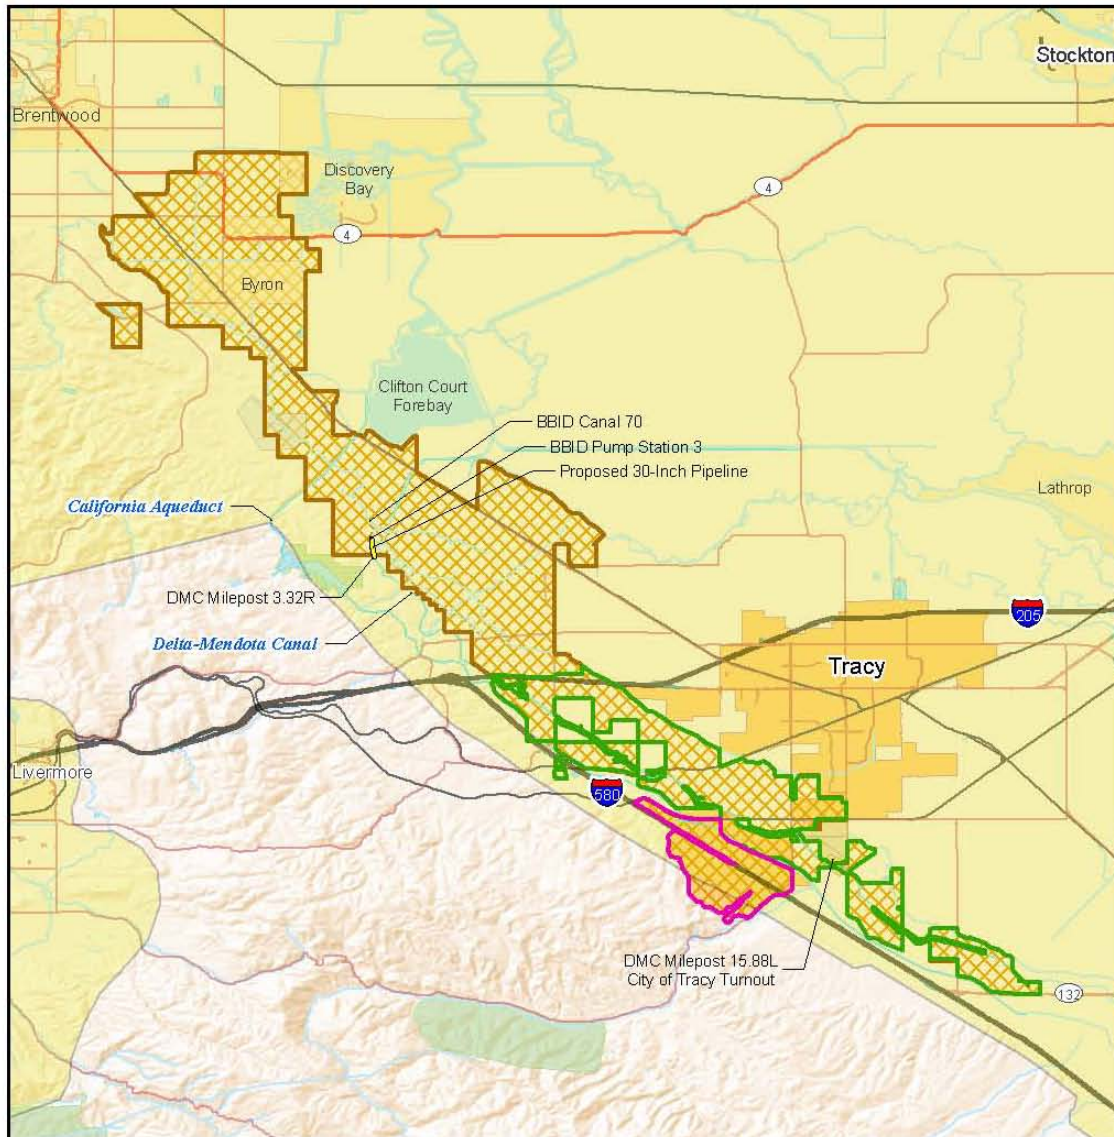 Stockton
Brentwood
Discovery
Bay
4
4
Byron
Clifton Court
Forebay
BBID Canal 70
BBID Pump Station 3
Proposed 30-Inch Pipeline
Lathrop
California Aqueduct
DMC Milepost 3.32R
205
Delta-Mendota Canal
Tracy
Livermore
580
DMC Milepost 15.88L
City of Tracy Turnout
132